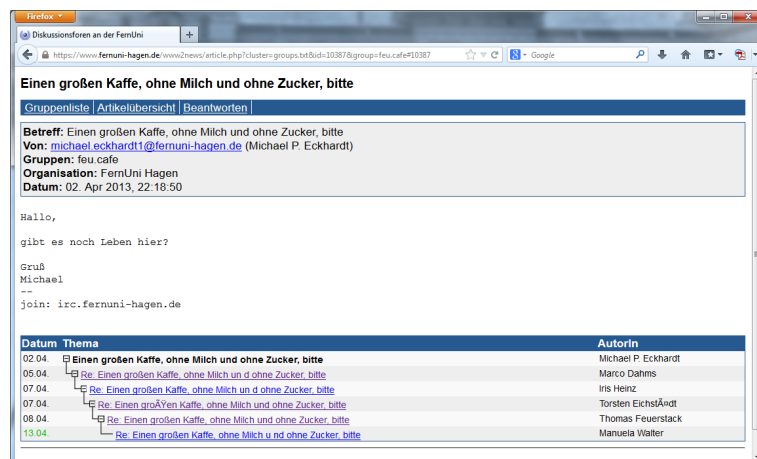 Firefox
Diskussionsforen an der FernUni
https://www.fernuni-hagen.de/www2news/article.php?cluster=groups.txt&id=10387&group=feu.cafe#10387
Google
Einen großen Kaffe, ohne Milch und ohne Zucker, bitte
Gruppenliste | Artikelübersicht | Beantworten |
Betreff: Einen großen Kaffe, ohne Milch und ohne Zucker, bitte
Von: michael.eckhardt1@fernuni-hagen.de (Michael P. Eckhardt)
Gruppen: feu.cafe
Organisation: FernUni Hagen
Datum: 02. Apr 2013, 22:18:50
Hallo,
gibt es noch Leben hier?
Gruß
Michael
--
join: irc.fernuni-hagen.de
Datum Thema AutorIn
02.04. Einen großen Kaffe, ohne Milch und ohne Zucker, bitte Michael P. Eckhardt
05.04. Re: Einen großen Kaffe, ohne Milch un d ohne Zucker, bitte Marco Dahms
07.04. Re: Einen großen Kaffe, ohne Milch un d ohne Zucker, bitte Iris Heinz
07.04. Re: Einen groÃŸen Kaffe, ohne Milch und ohne Zucker, bitte Torsten EichstÃ¤dt
08.04. Re: Einen großen Kaffe, ohne Milch und ohne Zucker, bitte Thomas Feuerstack
13.04. Re: Einen großen Kaffe, ohne Milch u nd ohne Zucker, bitte Manuela Walter